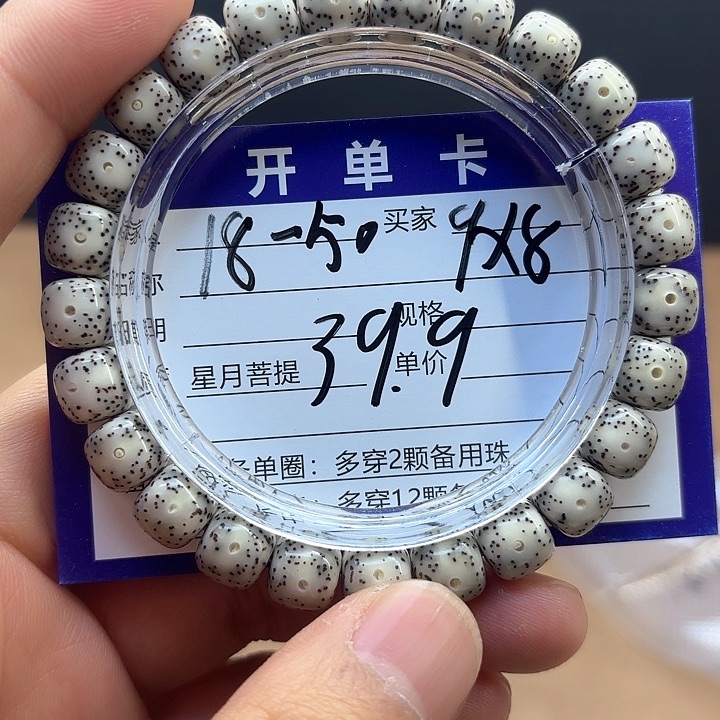 开单卡
18-50 买家 9X8
规格
星月菩提 39.9 单价
单圈：多穿2颗备用珠
多穿12颗备